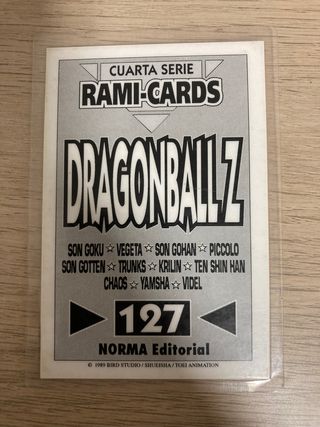 CUARTA SERIE
RAMI-CARDS
DRAGONBALL Z
SON GOKU ☆ VEGETA ☆ SON GOHAN ☆ PICCOLO
SON GOTTEN ☆ TRUNKS ☆ KRILIN ☆ TEN SHIN HAN
CHAOS ☆ YAMSHA ☆ VIDEL
127
NORMA Editorial
© 1989 BIRD STUDIO / SHUEISHA / TOEI ANIMATION